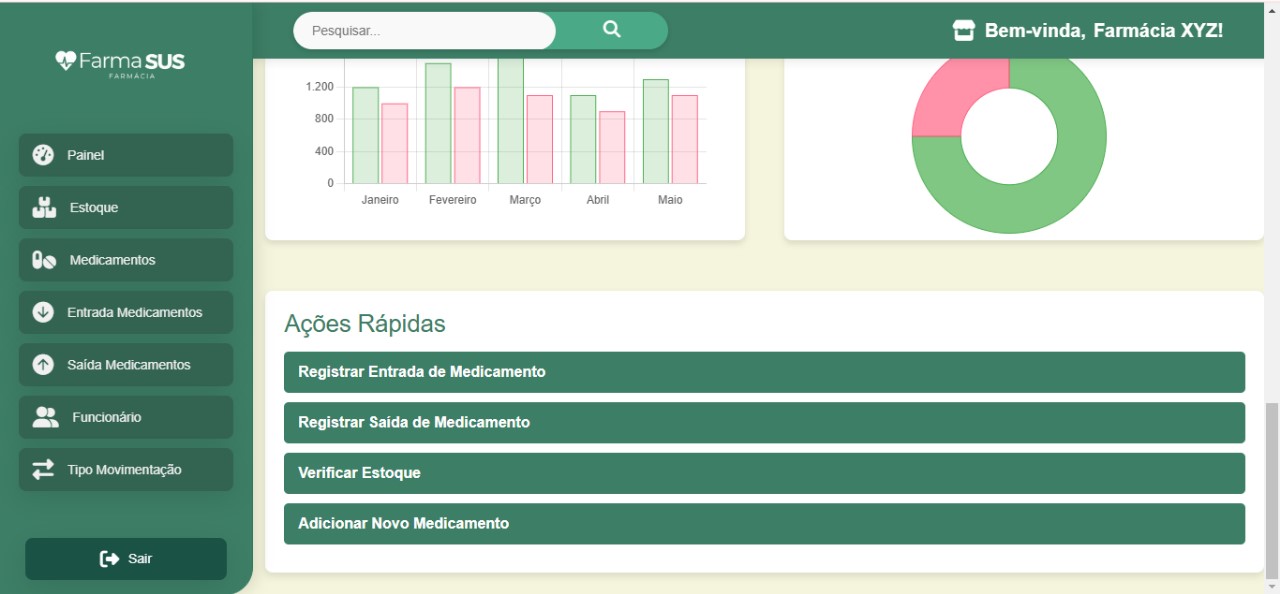 Farma SUS
FARMÁCIA
Painel
Estoque
Medicamentos
Entrada Medicamentos
Saída Medicamentos
Funcionário
Tipo Movimentação
Sair
Pesquisar...
Bem-vinda, Farmácia XYZ!
1.200
800
400
0
Janeiro Fevereiro Março Abril Maio
Ações Rápidas
Registrar Entrada de Medicamento
Registrar Saída de Medicamento
Verificar Estoque
Adicionar Novo Medicamento